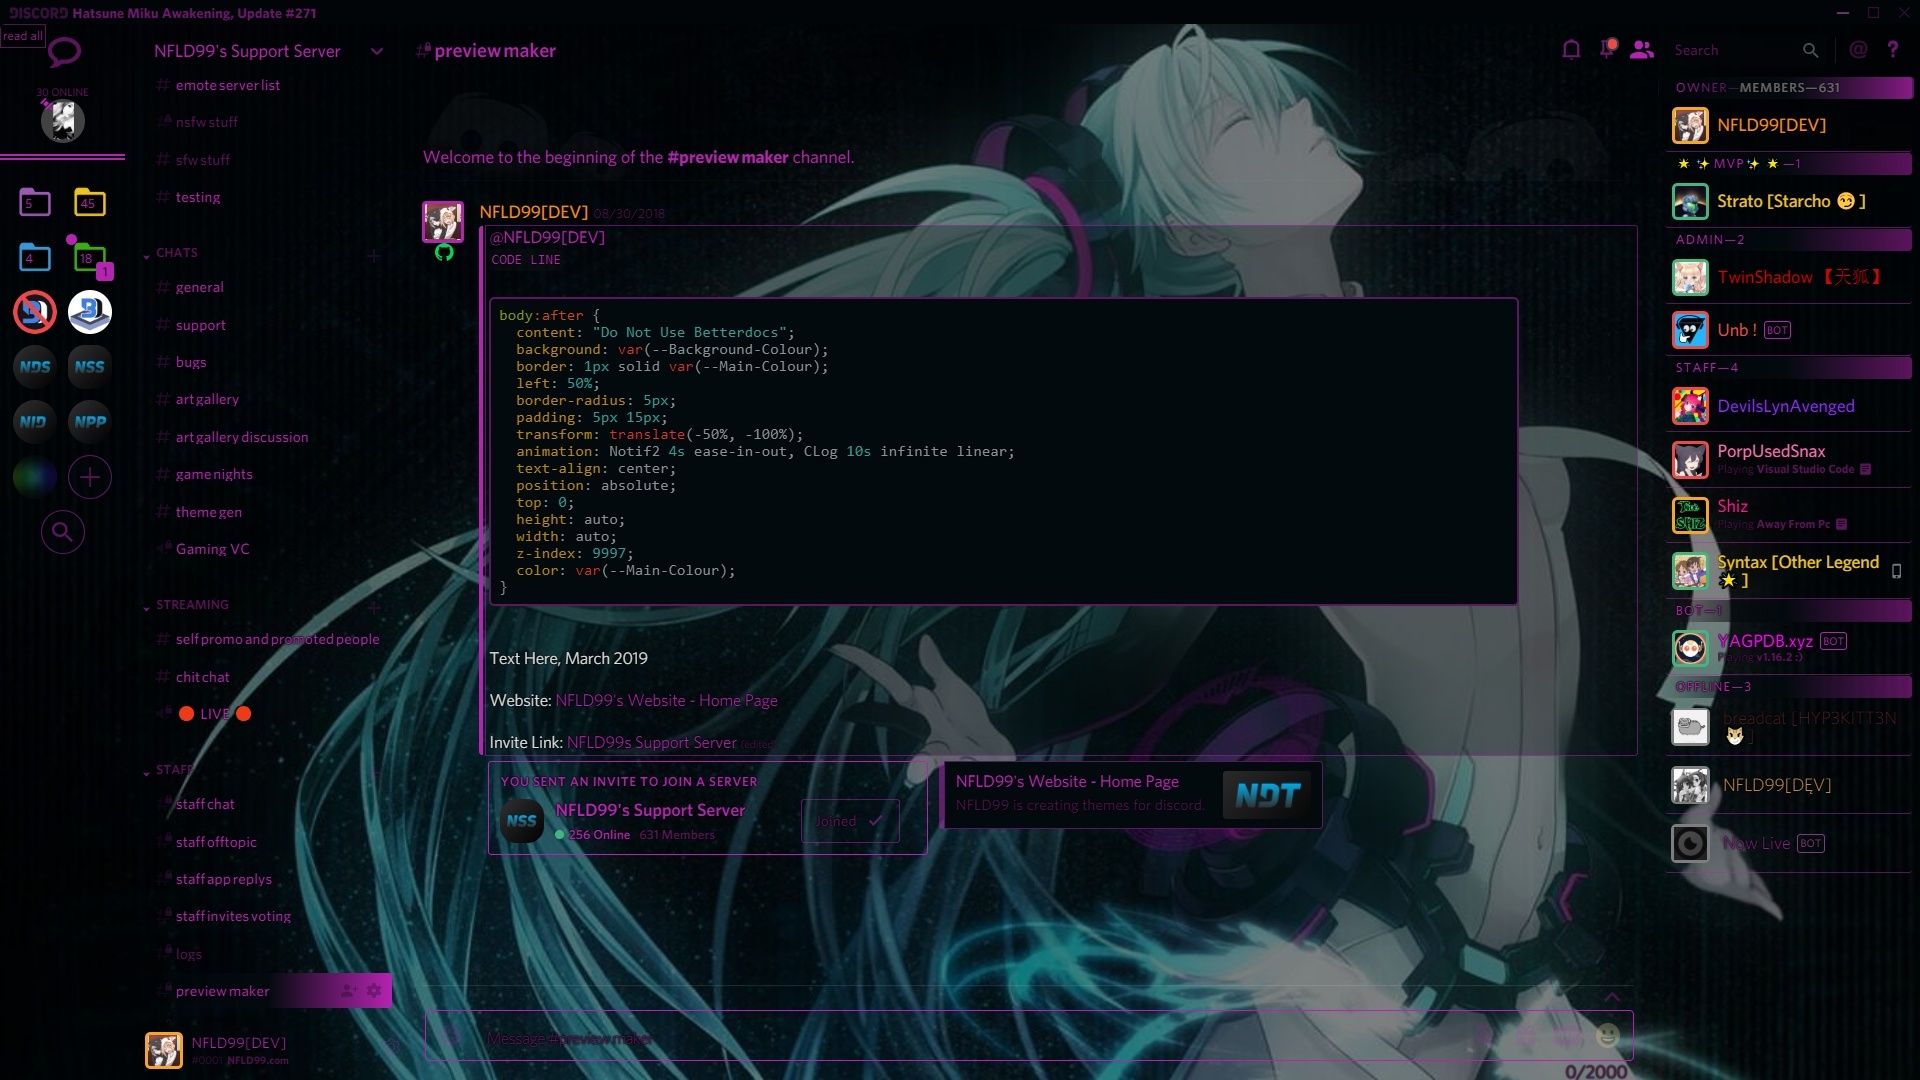 DISCORD Hatsune Miku Awakening, Update #271
read all
NFLD99's Support Server
preview maker
Search
30 ONLINE
5
45
4
18
1
NDS
NSS
NID
NPP
emote server list
nsfw stuff
sfw stuff
testing
CHATS
general
support
bugs
art gallery
art gallery discussion
game nights
theme gen
Gaming VC
STREAMING
self promo and promoted people
chit chat
LIVE
STAFF
staff chat
staff offtopic
staff app replys
staff invites voting
logs
preview maker
NFLD99[DEV]
#0001 NFLD99.com
Welcome to the beginning of the #preview maker channel.
NFLD99[DEV] 08/30/2018
@NFLD99[DEV]
CODE LINE
body:after {
content: "Do Not Use Betterdocs";
background: var(--Background-Colour);
border: 1px solid var(--Main-Colour);
left: 50%;
border-radius: 5px;
padding: 5px 15px;
transform: translate(-50%, -100%);
animation: Notif2 4s ease-in-out, CLog 10s infinite linear;
text-align: center;
position: absolute;
top: 0;
height: auto;
width: auto;
z-index: 9997;
color: var(--Main-Colour);
}
Text Here, March 2019
Website: NFLD99's Website - Home Page
Invite Link: NFLD99s Support Server (edited)
YOU SENT AN INVITE TO JOIN A SERVER
NSS
NFLD99's Support Server
256 Online 631 Members
Joined
NFLD99's Website - Home Page
NFLD99 is creating themes for discord.
NDT
Message #preview maker
0/2000
OWNER—MEMBERS—631
NFLD99[DEV]
⭐ ✨ MVP ✨ ⭐ —1
Strato [Starcho 😏 ]
ADMIN—2
TwinShadow 【天狐】
Unb ! BOT
STAFF—4
DevilsLynAvenged
PorpUsedSnax
Playing Visual Studio Code
Shiz
Playing Away From Pc
The SHIZ
Syntax [Other Legend
🌟 ]
BOT—1
YAGPDB.xyz BOT
Playing v1.16.2 :)
OFFLINE—3
breadcat [HYP3KITT3N
🐱 ]
NFLD99[DEV]
Now Live BOT